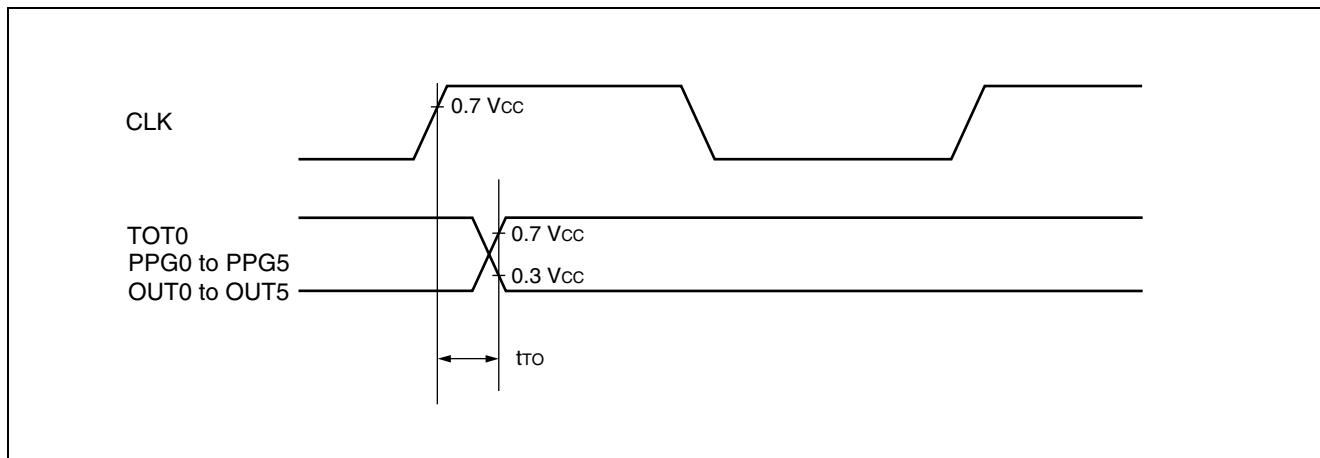 CLK
0.7 VCC
TOT0
PPG0 to PPG5
OUT0 to OUT5
0.7 VCC
0.3 VCC
tTO